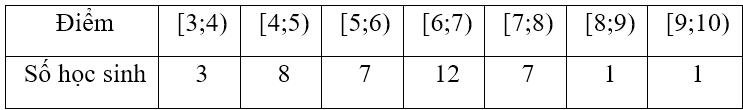 Điểm [3;4) [4;5) [5;6) [6;7) [7;8) [8;9) [9;10)
Số học sinh 3 8 7 12 7 1 1